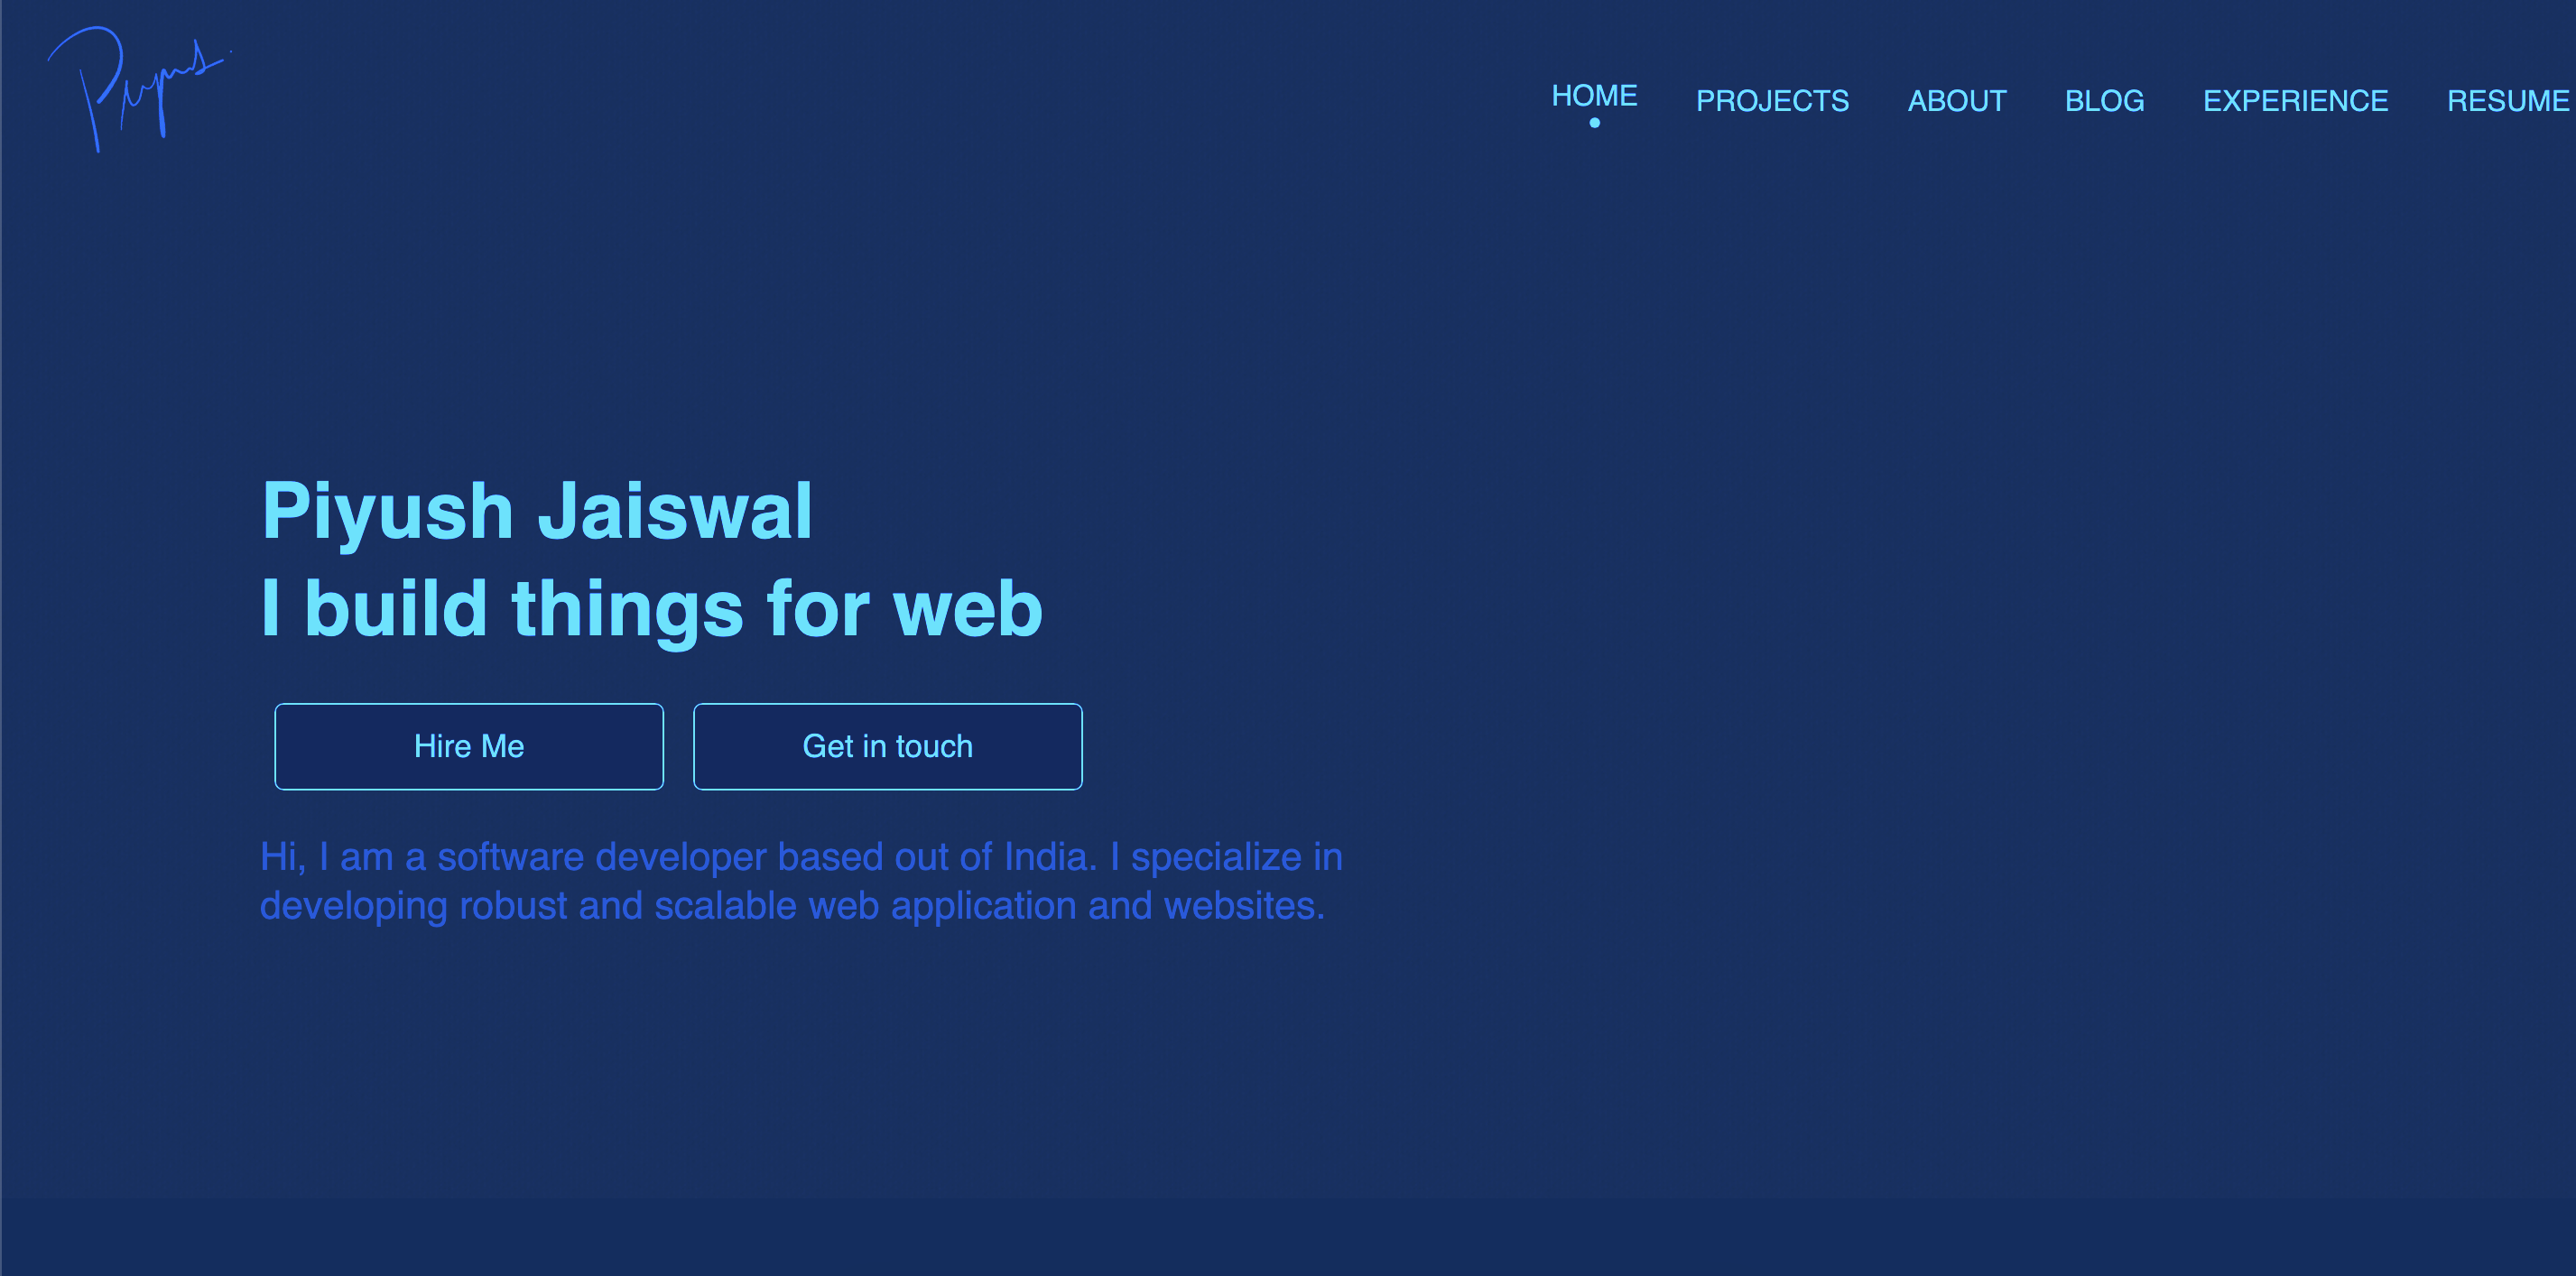 HOME PROJECTS ABOUT BLOG EXPERIENCE RESUME
Piyush Jaiswal
I build things for web
Hire Me Get in touch
Hi, I am a software developer based out of India. I specialize in
developing robust and scalable web application and websites.